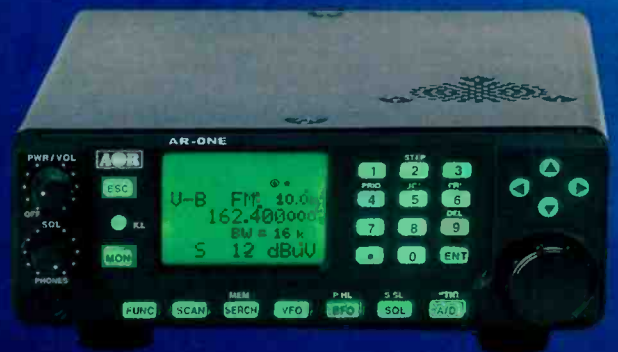 AR-ONE
PWR/VOL
AOR
ESC
OFF
SQL
MON
PHONES
V-B FM 10.0
162.400000
BW = 16 k
S 12 dBuV
STEP
1 2 3
PRIO
4 5 6
DEL
7 8 9
• 0 ENT
MEM
FUNC SCAN SERCH VFO BFO SQL A/D